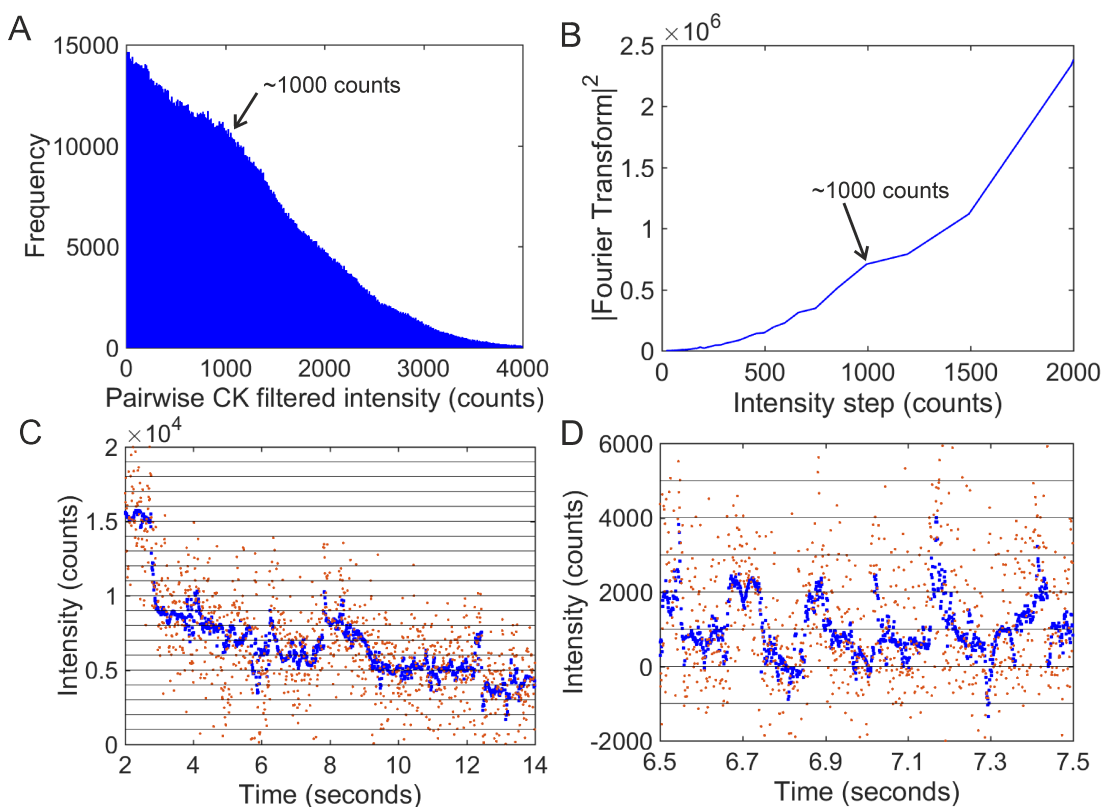 A
15000
10000
5000
0
Frequency
~1000 counts
0 1000 2000 3000 4000
Pairwise CK filtered intensity (counts)
B
×10⁶
2.5
2
1.5
1
0.5
0
|Fourier Transform|²
~1000 counts
0 500 1000 1500 2000
Intensity step (counts)
C
×10⁴
2
1.5
1
0.5
0
Intensity (counts)
2 4 6 8 10 12 14
Time (seconds)
D
6000
4000
2000
0
-2000
Intensity (counts)
6.5 6.7 6.9 7.1 7.3 7.5
Time (seconds)